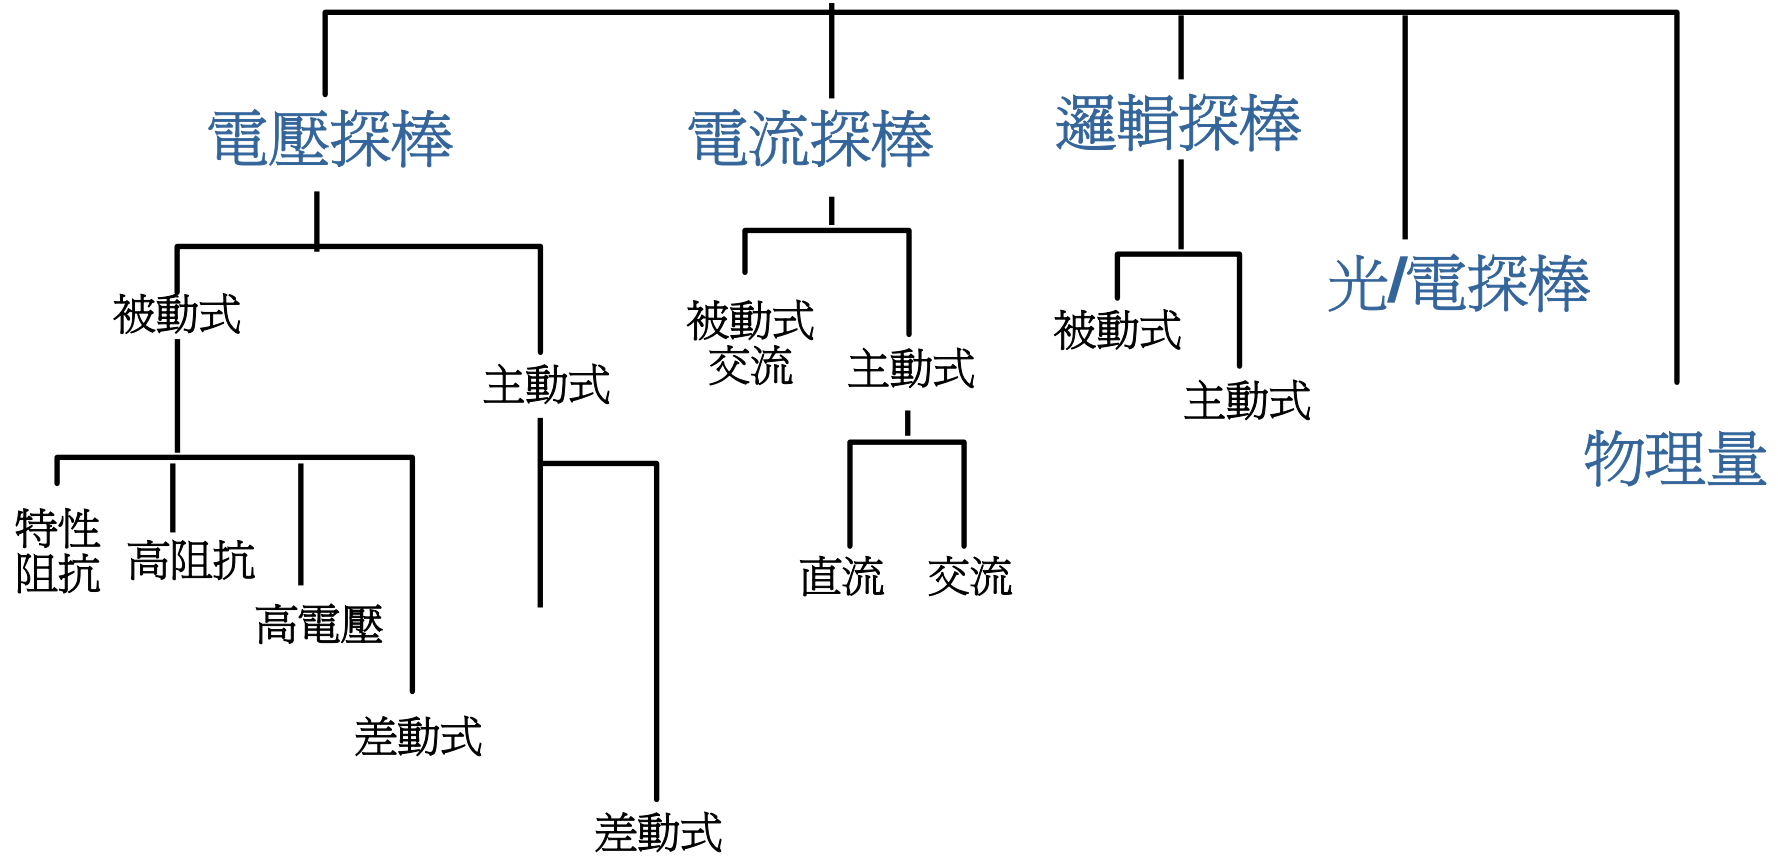 電壓探棒
電流探棒
邏輯探棒
光/電探棒
物理量
被動式
主動式
特性
阻抗
高阻抗
高電壓
差動式
差動式
被動式
交流
主動式
直流
交流
被動式
主動式